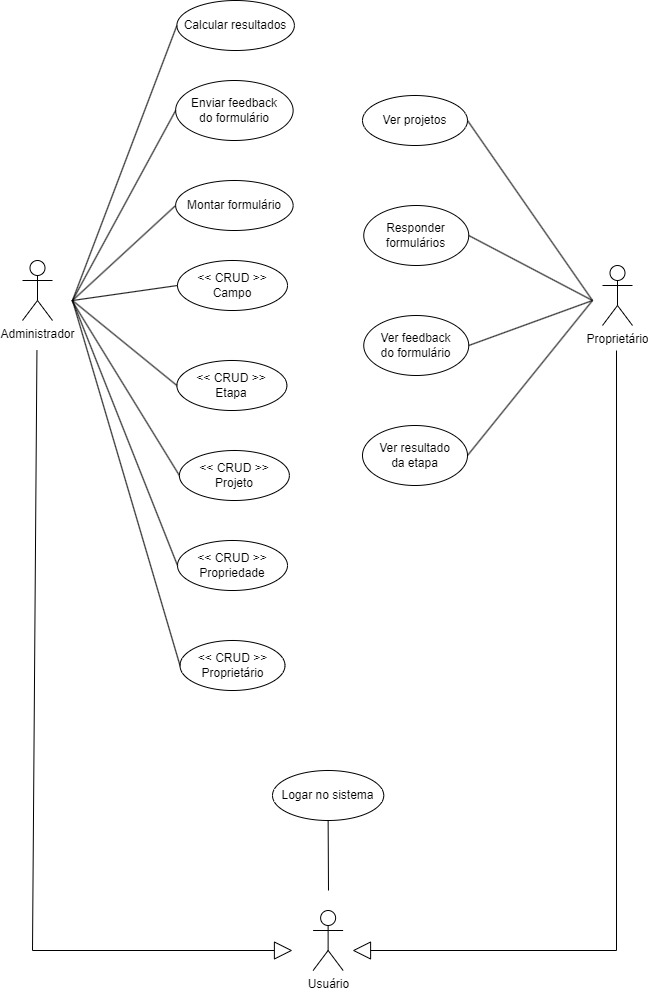 Calcular resultados
Enviar feedback
do formulário
Montar formulário
<< CRUD >>
Campo
Administrador
<< CRUD >>
Etapa
<< CRUD >>
Projeto
<< CRUD >>
Propriedade
<< CRUD >>
Proprietário
Ver projetos
Responder
formulários
Ver feedback
do formulário
Ver resultado
da etapa
Proprietário
Logar no sistema
Usuário